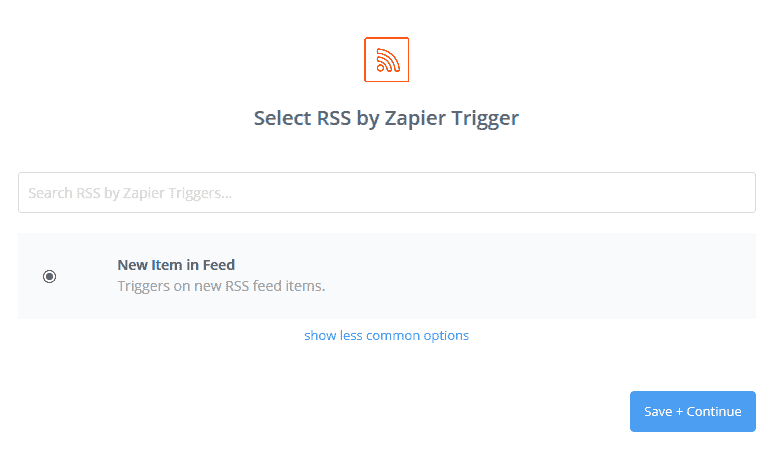 Select RSS by Zapier Trigger
Search RSS by Zapier Triggers...
New Item in Feed
Triggers on new RSS feed items.
show less common options
Save + Continue